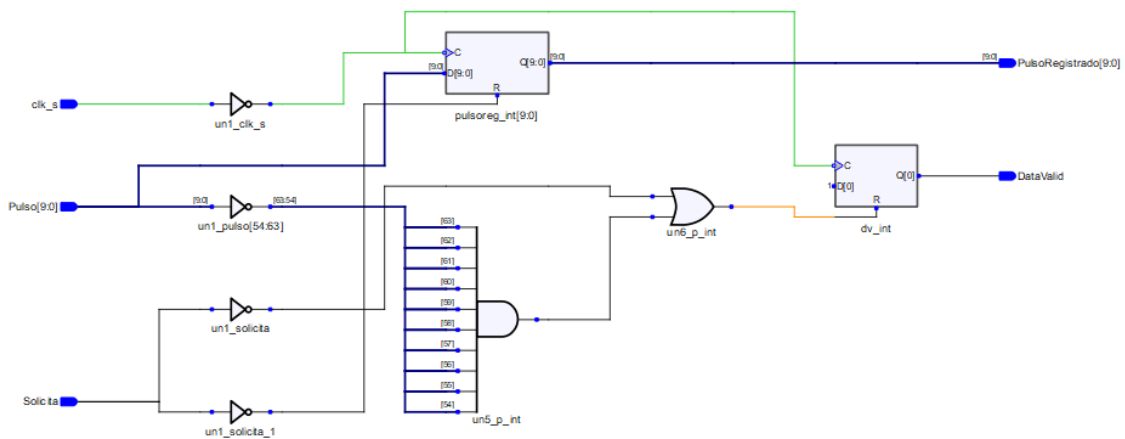 [9:0]
C
Q[9:0]
[9:0]
[9:0]
PulsoRegistrado[9:0]
[9:0]
D[9:0]
R
clk_s
un1_clk_s
pulsoreg_int[9:0]
C
Q[0]
DataValid
1
D[0]
R
dv_int
Pulso[9:0]
[9:0]
[63:54]
un1_pulso[54:63]
un6_p_int
[63]
[62]
[61]
[60]
[59]
[58]
[57]
[56]
[55]
[54]
un5_p_int
un1_solicita
Solicita
un1_solicita_1